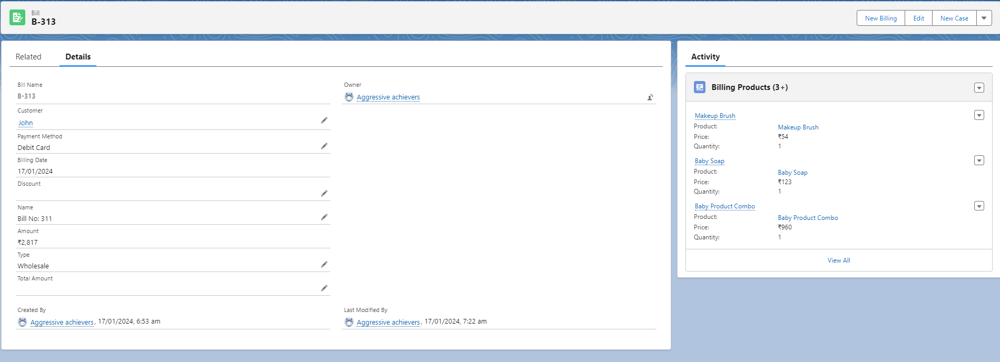 Bill
B-313
New Billing
Edit
New Case
Related
Details
Bill Name
B-313
Owner
Aggressive achievers
Customer
John
Payment Method
Debit Card
Billing Date
17/01/2024
Discount
Name
Bill No: 311
Amount
₹2,817
Type
Wholesale
Total Amount
Created By
Aggressive achievers, 17/01/2024, 6:53 am
Last Modified By
Aggressive achievers, 17/01/2024, 7:22 am
Activity
Billing Products (3+)
Makeup Brush
Product: Makeup Brush
Price: ₹54
Quantity: 1
Baby Soap
Product: Baby Soap
Price: ₹123
Quantity: 1
Baby Product Combo
Product: Baby Product Combo
Price: ₹960
Quantity: 1
View All